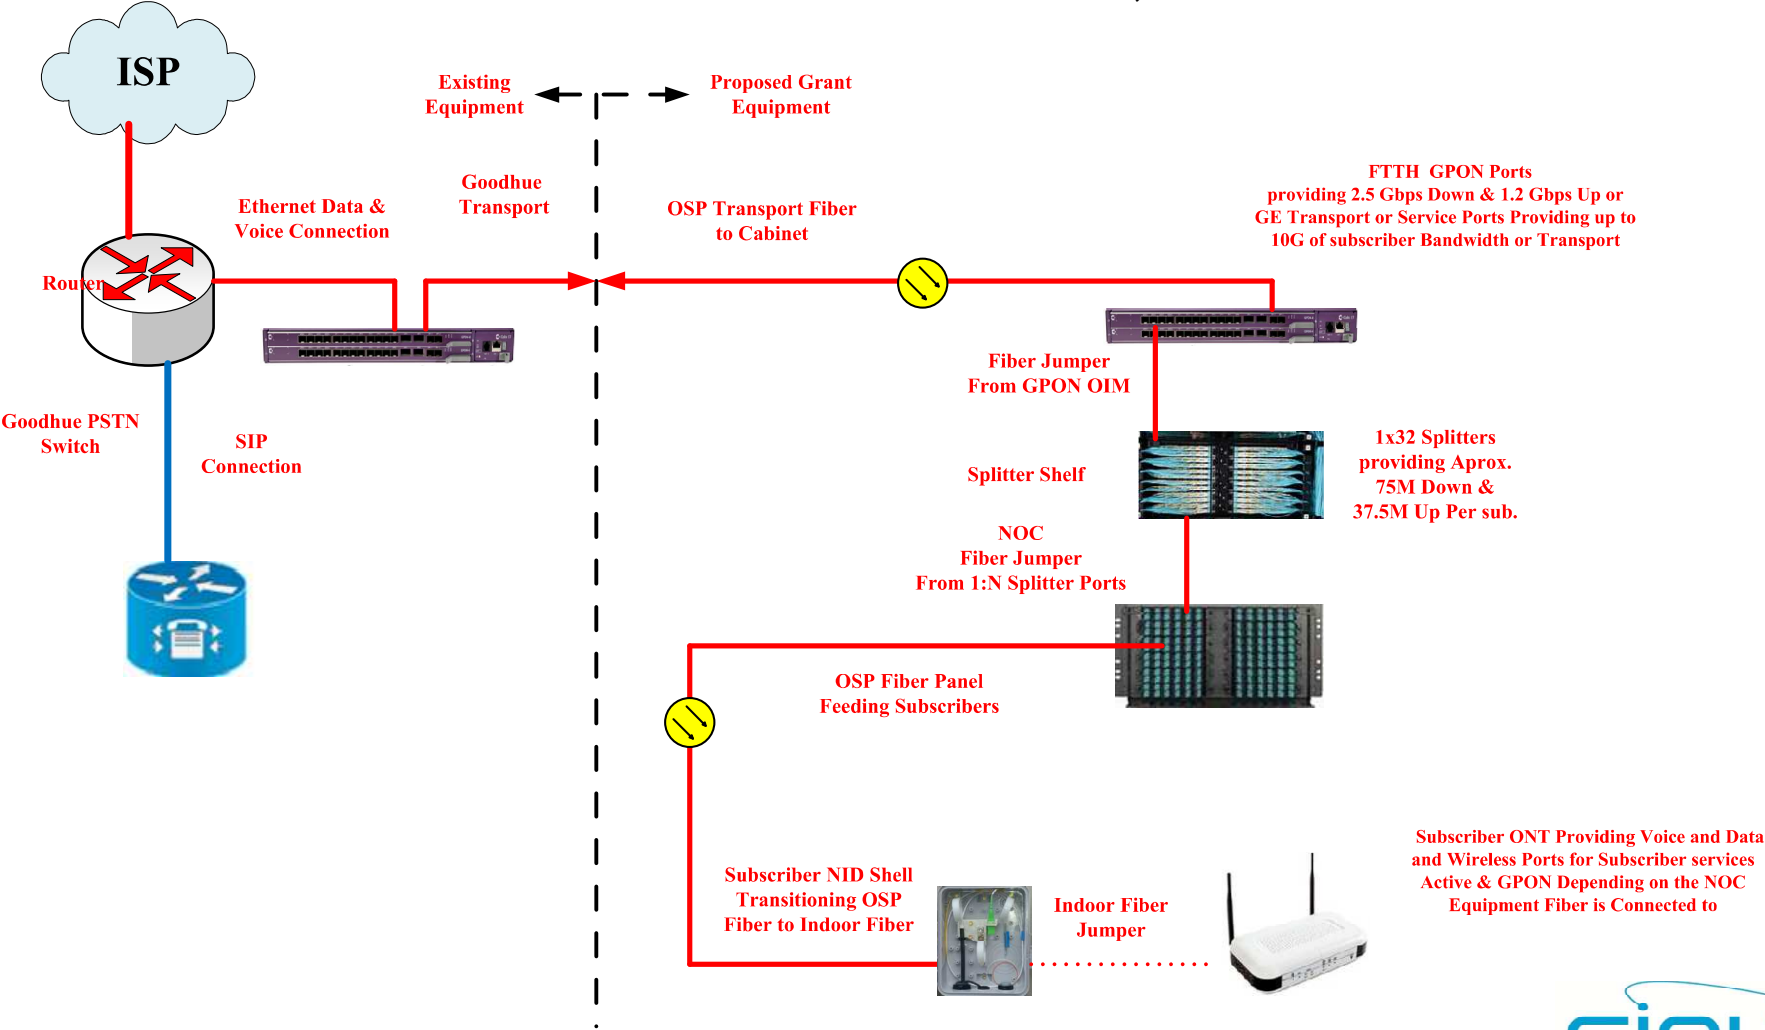 ISP
Existing
Equipment
Proposed Grant
Equipment
Goodhue
Transport
Ethernet Data &
Voice Connection
OSP Transport Fiber
to Cabinet
FTTH  GPON Ports
providing 2.5 Gbps Down & 1.2 Gbps Up or
GE Transport or Service Ports Providing up to
10G of subscriber Bandwidth or Transport
Router
Fiber Jumper
From GPON OIM
Goodhue PSTN
Switch
SIP
Connection
Splitter Shelf
1x32 Splitters
providing Aprox.
75M Down &
37.5M Up Per sub.
NOC
Fiber Jumper
From 1:N Splitter Ports
OSP Fiber Panel
Feeding Subscribers
Subscriber NID Shell
Transitioning OSP
Fiber to Indoor Fiber
Indoor Fiber
Jumper
Subscriber ONT Providing Voice and Data
and Wireless Ports for Subscriber services
Active & GPON Depending on the NOC
Equipment Fiber is Connected to